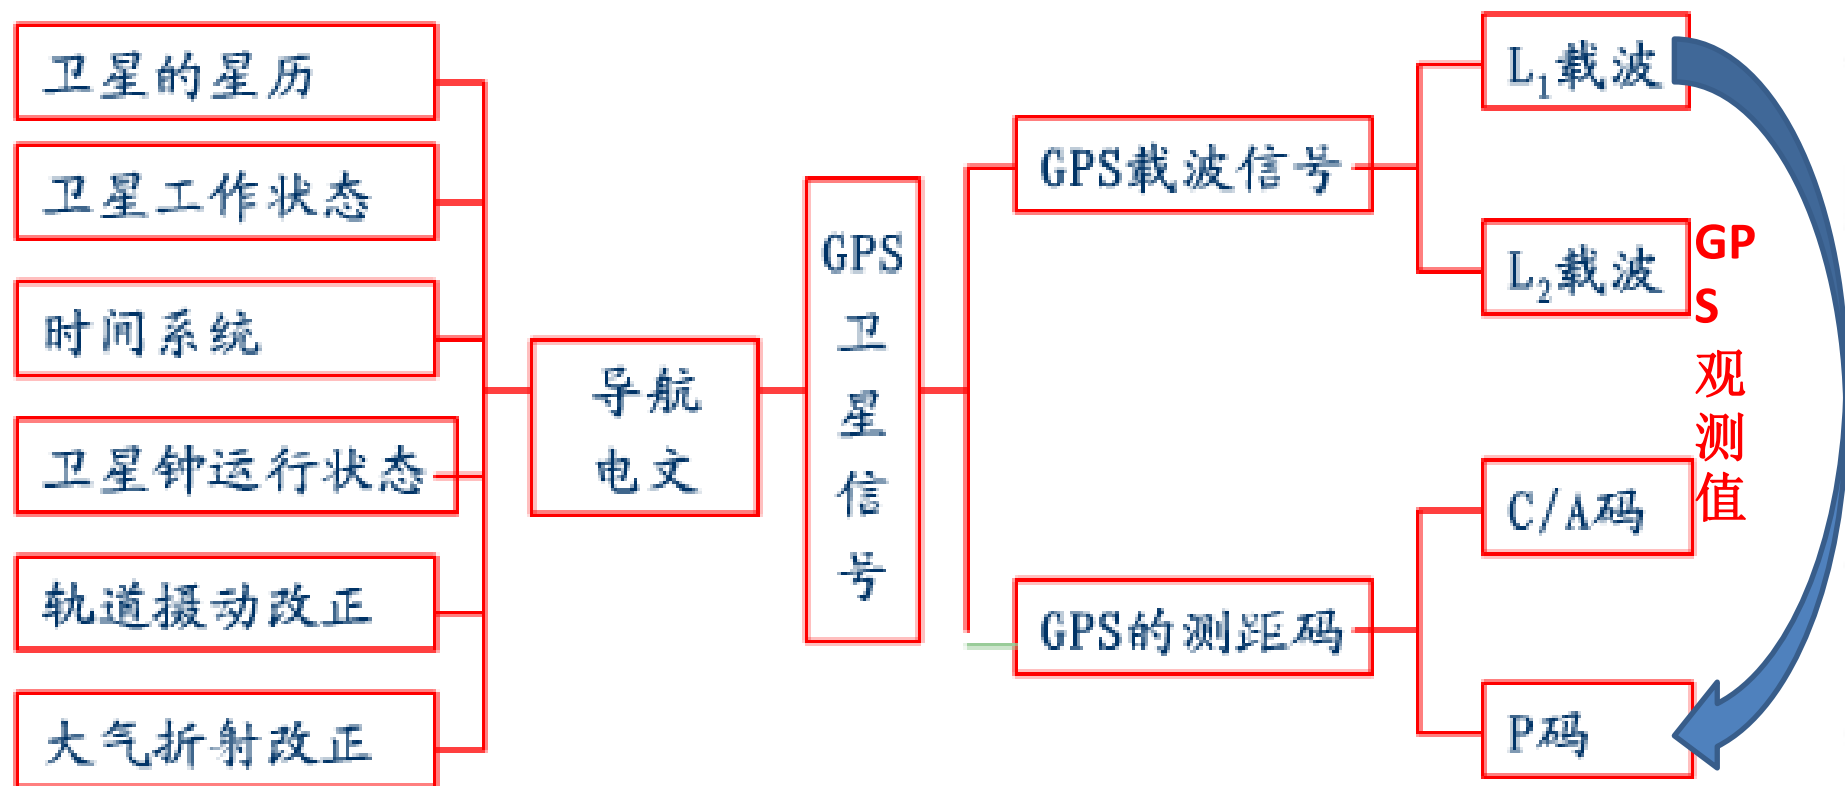 卫星的星历
卫星工作状态
时间系统
卫星钟运行状态
轨道摄动改正
大气折射改正
导航
电文
GPS
卫
星
信
号
GPS载波信号
GPS的测距码
L₁载波
L₂载波
C/A码
P码
GP
S
观
测
值